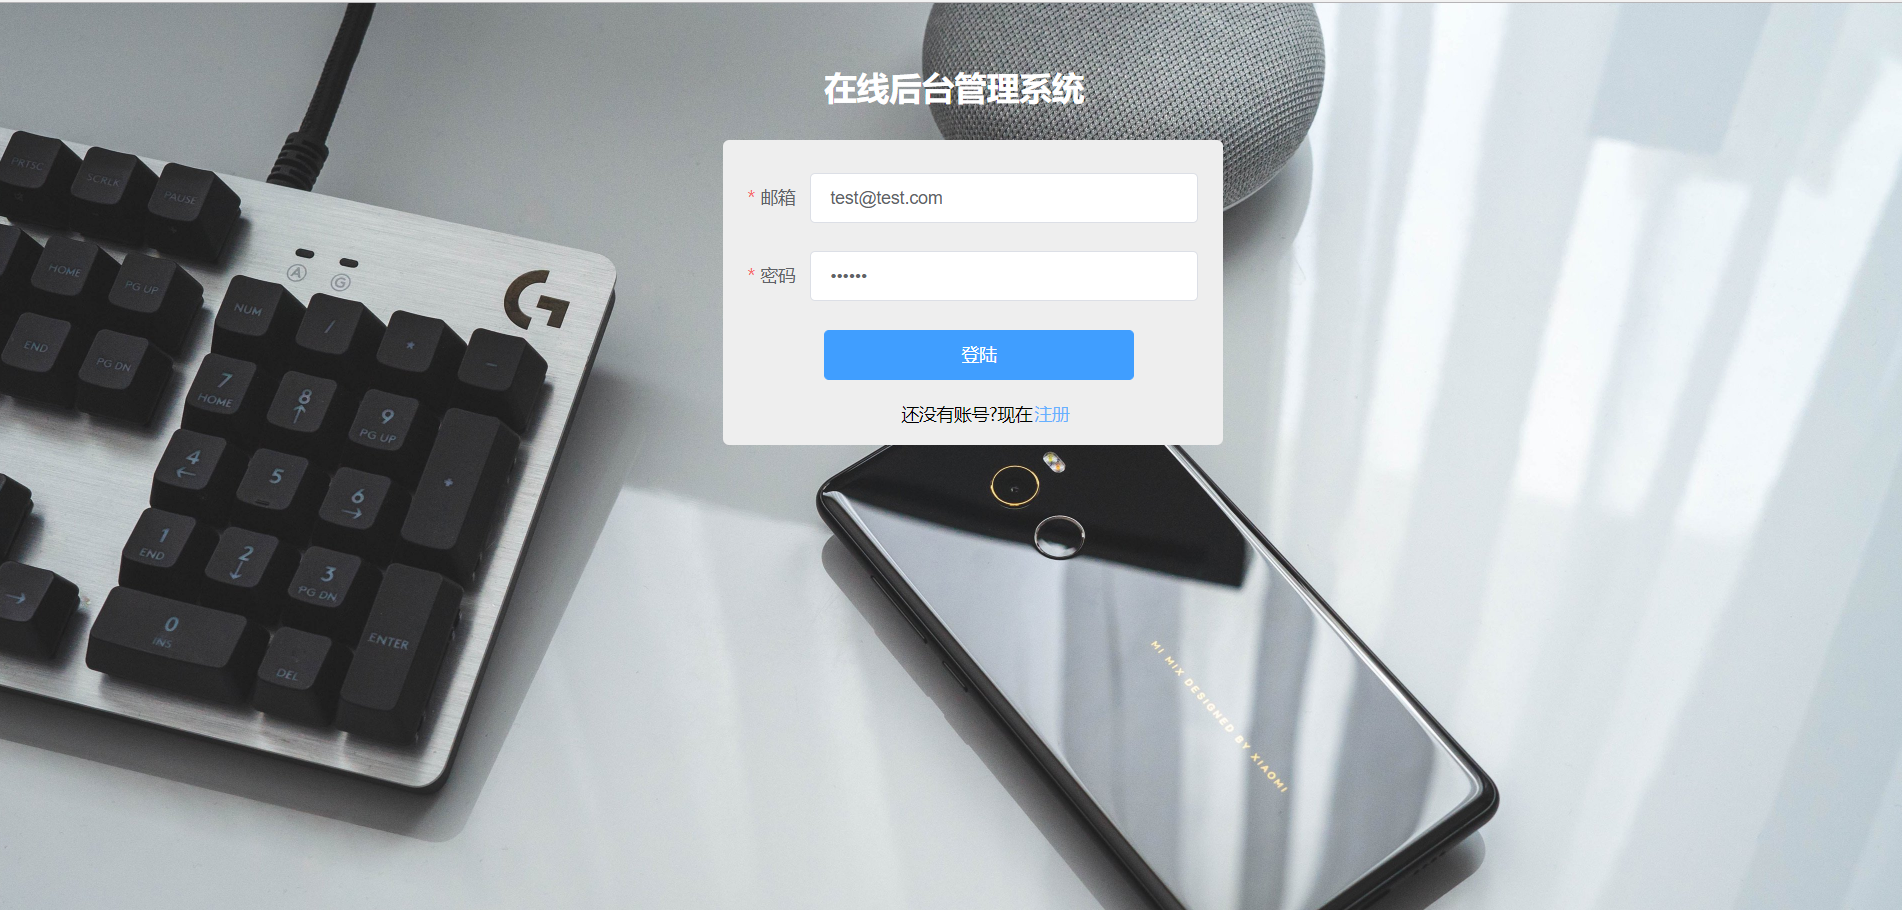 在线后台管理系统
* 邮箱 test@test.com
* 密码 ••••••
登陆
还没有账号?现在注册
PRTSC
SCRLK
PAUSE
HOME
PG UP
END
PG DN
A
G
NUM
/
*
-
7
HOME
8
↑
9
PG UP
4
←
5
6
→
+
1
END
2
↓
3
PG DN
ENTER
0
INS
DEL
→
MI MIX DESIGNED BY XIAOMI